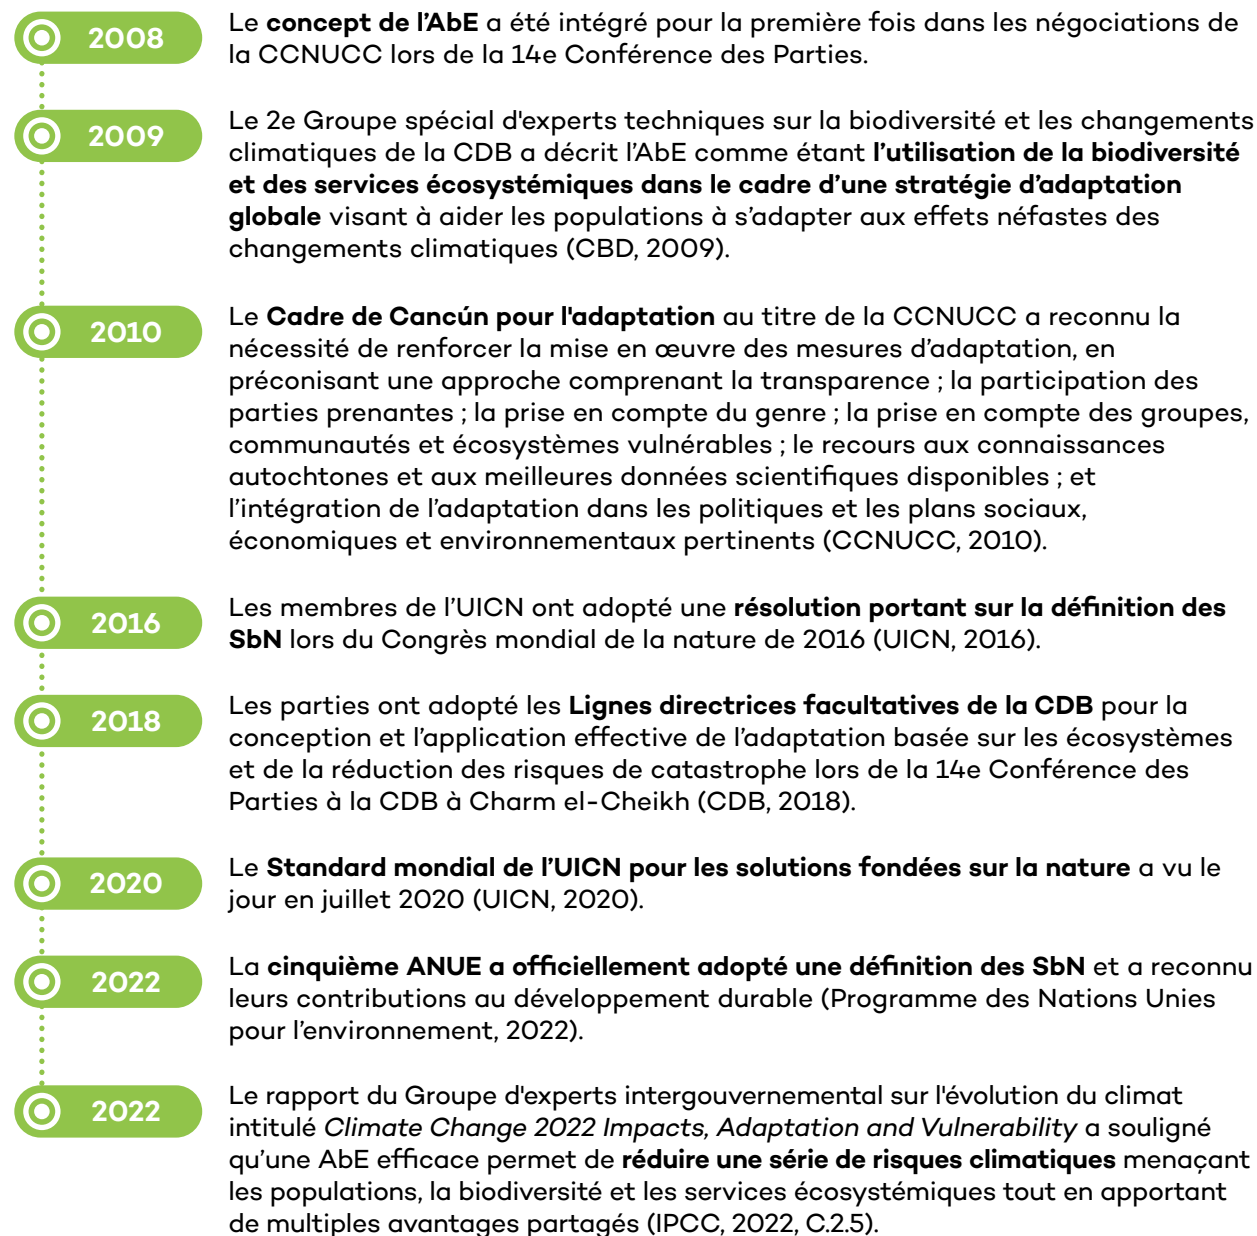 2008
Le concept de l’AbE a été intégré pour la première fois dans les négociations de
la CCNUCC lors de la 14e Conférence des Parties.
2009
Le 2e Groupe spécial d'experts techniques sur la biodiversité et les changements
climatiques de la CDB a décrit l’AbE comme étant l’utilisation de la biodiversité
et des services écosystémiques dans le cadre d’une stratégie d’adaptation
globale visant à aider les populations à s’adapter aux effets néfastes des
changements climatiques (CBD, 2009).
2010
Le Cadre de Cancún pour l'adaptation au titre de la CCNUCC a reconnu la
nécessité de renforcer la mise en œuvre des mesures d’adaptation, en
préconisant une approche comprenant la transparence ; la participation des
parties prenantes ; la prise en compte du genre ; la prise en compte des groupes,
communautés et écosystèmes vulnérables ; le recours aux connaissances
autochtones et aux meilleures données scientifiques disponibles ; et
l’intégration de l’adaptation dans les politiques et les plans sociaux,
économiques et environnementaux pertinents (CCNUCC, 2010).
2016
Les membres de l’UICN ont adopté une résolution portant sur la définition des
SbN lors du Congrès mondial de la nature de 2016 (UICN, 2016).
2018
Les parties ont adopté les Lignes directrices facultatives de la CDB pour la
conception et l’application effective de l’adaptation basée sur les écosystèmes
et de la réduction des risques de catastrophe lors de la 14e Conférence des
Parties à la CDB à Charm el-Cheikh (CDB, 2018).
2020
Le Standard mondial de l’UICN pour les solutions fondées sur la nature a vu le
jour en juillet 2020 (UICN, 2020).
2022
La cinquième ANUE a officiellement adopté une définition des SbN et a reconnu
leurs contributions au développement durable (Programme des Nations Unies
pour l’environnement, 2022).
2022
Le rapport du Groupe d'experts intergouvernemental sur l'évolution du climat
intitulé Climate Change 2022 Impacts, Adaptation and Vulnerability a souligné
qu’une AbE efficace permet de réduire une série de risques climatiques menaçant
les populations, la biodiversité et les services écosystémiques tout en apportant
de multiples avantages partagés (IPCC, 2022, C.2.5).